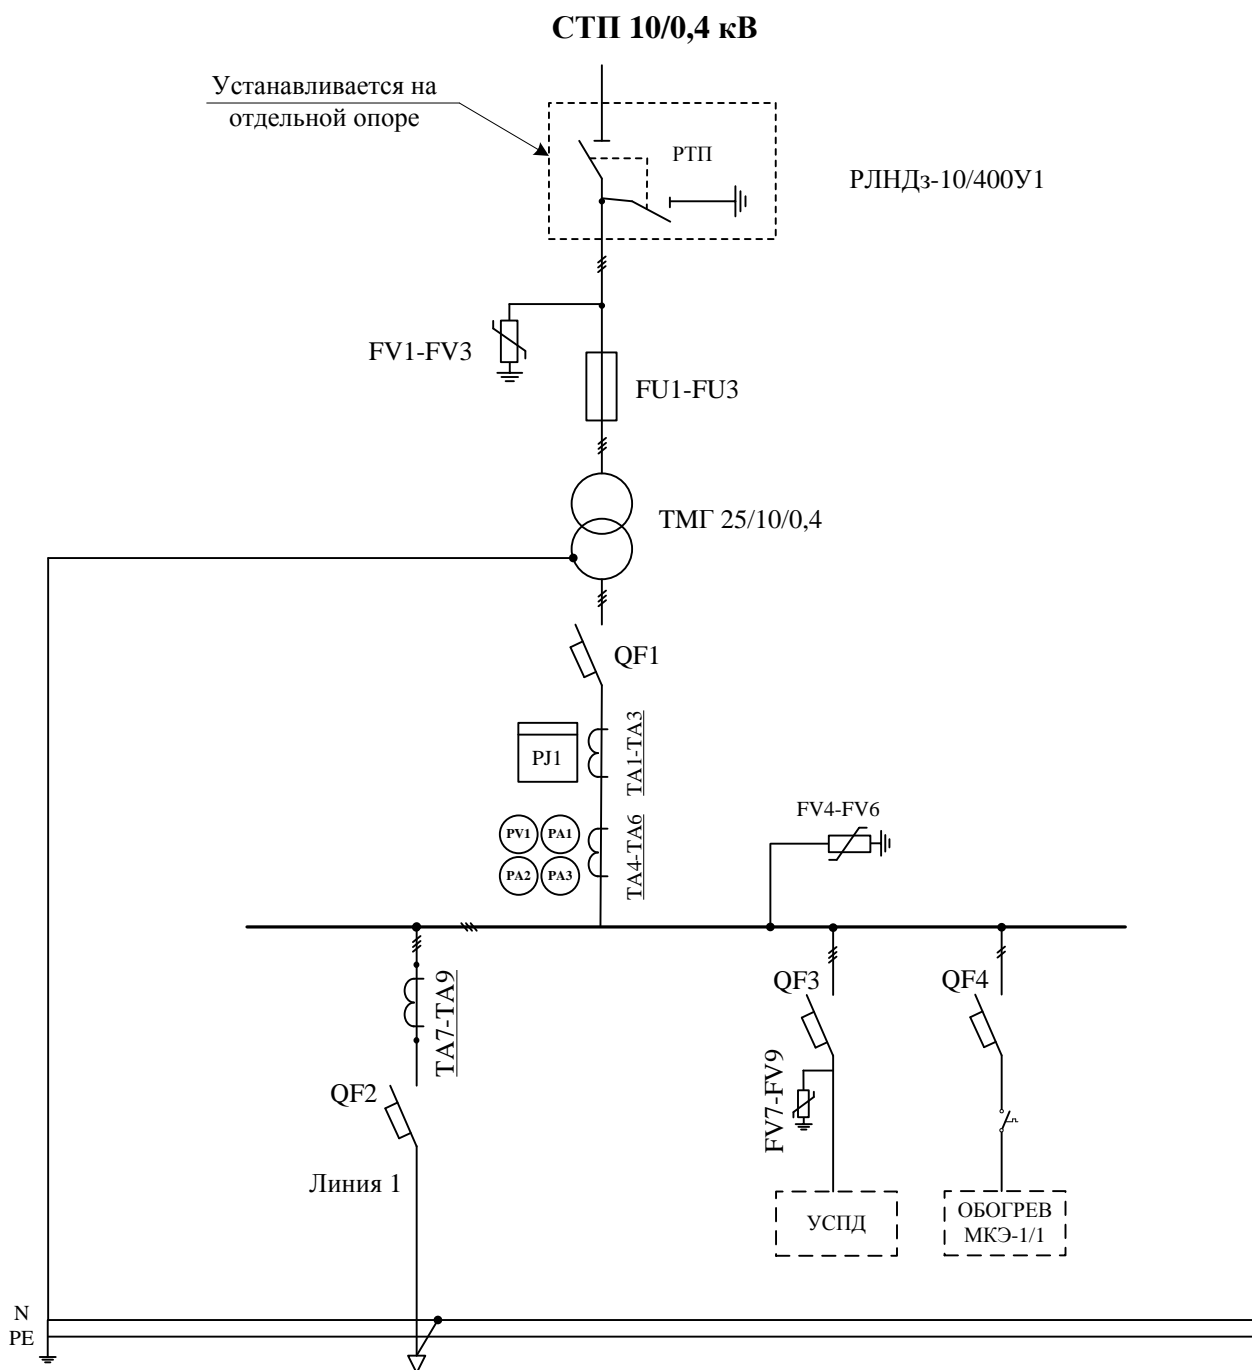 СТП 10/0,4 кВ
Устанавливается на
отдельной опоре
РТП
РЛНДз-10/400У1
FV1-FV3
FU1-FU3
ТМГ 25/10/0,4
QF1
PJ1
TA1-TA3
FV4-FV6
PV1
PA1
TA4-TA6
PA2
PA3
TA7-TA9
QF3
QF4
QF2
FV7-FV9
Линия 1
УСПД
ОБОГРЕВ
МКЭ-1/1
N
PE